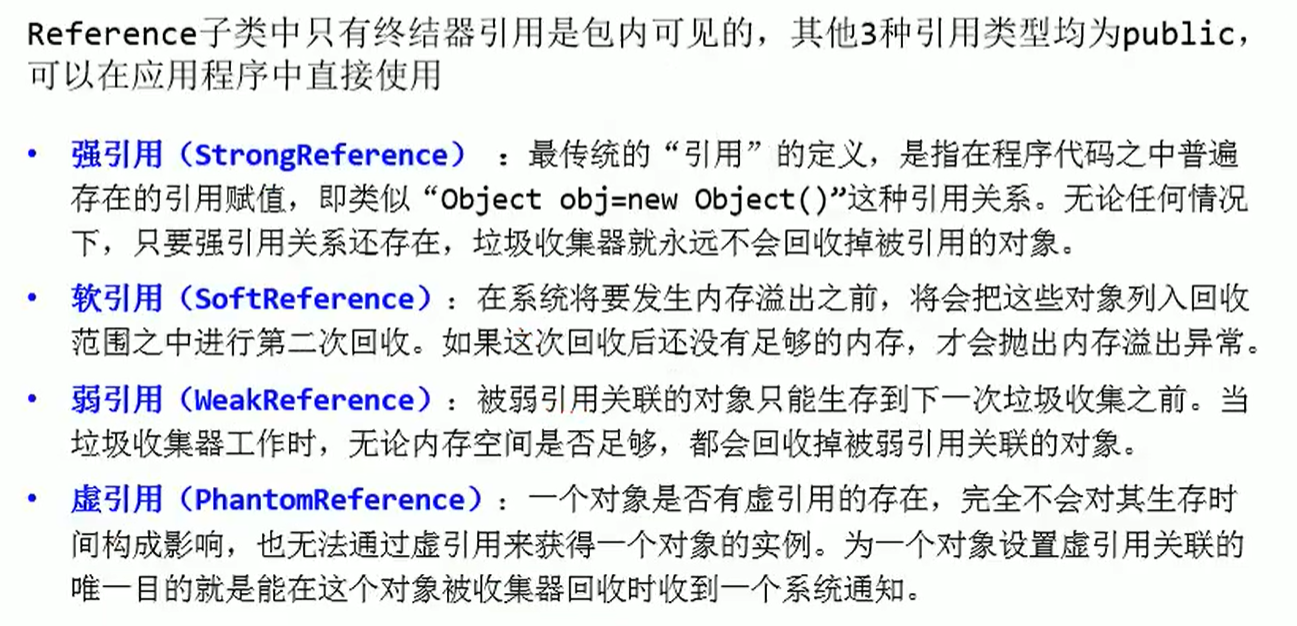 Reference子类中只有终结器引用是包内可见的，其他3种引用类型均为public，
可以在应用程序中直接使用
• 强引用（StrongReference）：最传统的“引用”的定义，是指在程序代码之中普遍
存在的引用赋值，即类似“Object obj=new Object()”这种引用关系。无论任何情况
下，只要强引用关系还存在，垃圾收集器就永远不会回收掉被引用的对象。
• 软引用（SoftReference）：在系统将要发生内存溢出之前，将会把这些对象列入回收
范围之中进行第二次回收。如果这次回收后还没有足够的内存，才会抛出内存溢出异常。
• 弱引用（WeakReference）：被弱引用关联的对象只能生存到下一次垃圾收集之前。当
垃圾收集器工作时，无论内存空间是否足够，都会回收掉被弱引用关联的对象。
• 虚引用（PhantomReference）：一个对象是否有虚引用的存在，完全不会对其生存时
间构成影响，也无法通过虚引用来获得一个对象的实例。为一个对象设置虚引用关联的
唯一目的就是能在这个对象被收集器回收时收到一个系统通知。